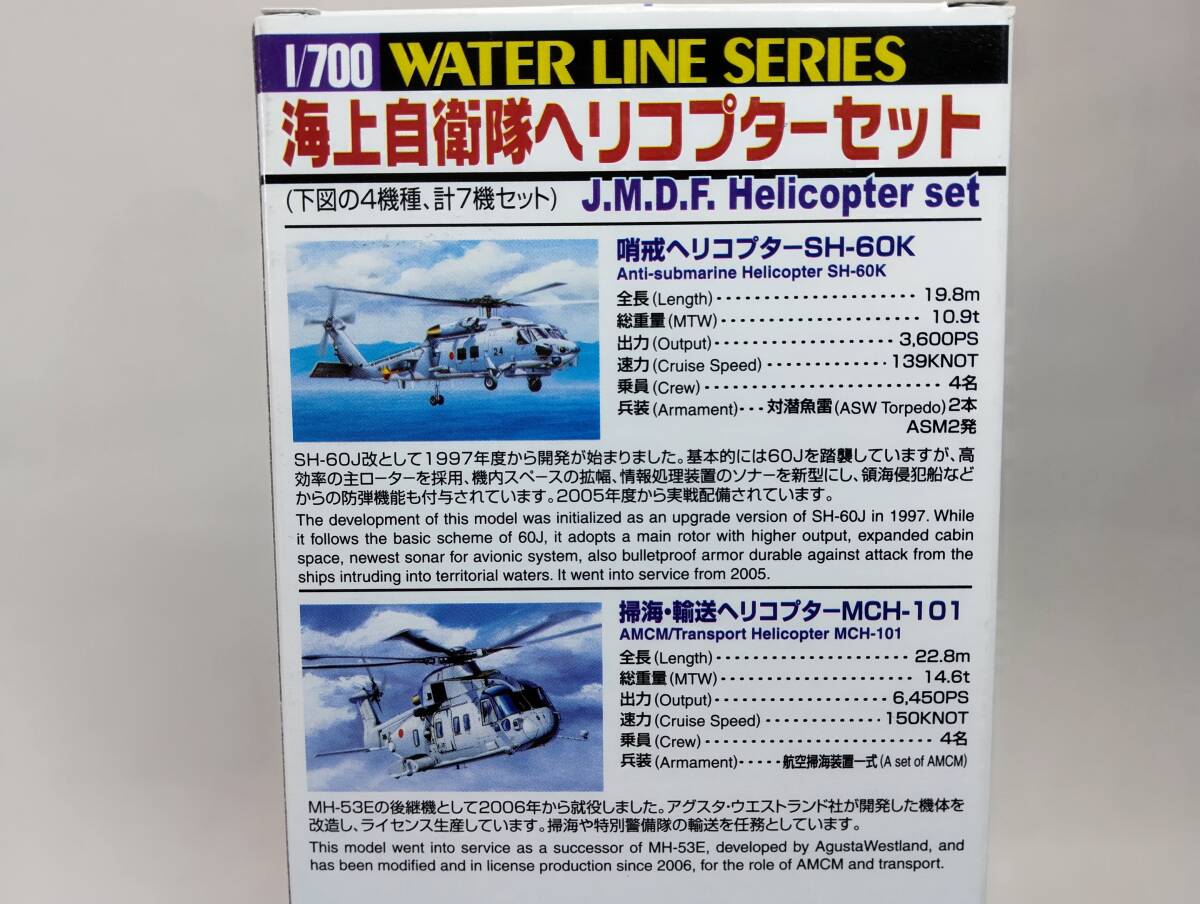 1/700 WATER LINE SERIES
海上自衛隊ヘリコプターセット
(下図の4機種、計7機セット) J.M.D.F. Helicopter set
哨戒ヘリコプターSH-60K
Anti-submarine Helicopter SH-60K
全長(Length)・・・・・・・・・・・・・・・・・・・・・・19.8m
総重量(MTW)・・・・・・・・・・・・・・・・・・・・・10.9t
出力(Output)・・・・・・・・・・・・・・・・・・・3,600PS
速力(Cruise Speed)・・・・・・・・・・・・・139KNOT
乗員(Crew)・・・・・・・・・・・・・・・・・・・・・・・・・・4名
兵装(Armament)・・・対潜魚雷(ASW Torpedo)2本
ASM2発
24
SH-60J改として1997年度から開発が始まりました。基本的には60Jを踏襲していますが、高
効率の主ローターを採用、機内スペースの拡幅、情報処理装置のソナーを新型にし、領海侵犯船など
からの防弾機能も付与されています。2005年度から実戦配備されています。
The development of this model was initialized as an upgrade version of SH-60J in 1997. While
it follows the basic scheme of 60J, it adopts a main rotor with higher output, expanded cabin
space, newest sonar for avionic system, also bulletproof armor durable against attack from the
ships intruding into territorial waters. It went into service from 2005.
掃海・輸送ヘリコプターMCH-101
AMCM/Transport Helicopter MCH-101
全長(Length)・・・・・・・・・・・・・・・・・・・・・22.8m
総重量(MTW)・・・・・・・・・・・・・・・・・・・・・14.6t
出力(Output)・・・・・・・・・・・・・・・・・・・6,450PS
速力(Cruise Speed)・・・・・・・・・・・・・150KNOT
乗員(Crew)・・・・・・・・・・・・・・・・・・・・・・・・・4名
兵装(Armament)・・・・・航空掃海装置一式(A set of AMCM)
MH-53Eの後継機として2006年から就役しました。アグスタ・ウエストランド社が開発した機体を
改造し、ライセンス生産しています。掃海や特別警備隊の輸送を任務としています。
This model went into service as a successor of MH-53E, developed by AgustaWestland, and
has been modified and in license production since 2006, for the role of AMCM and transport.